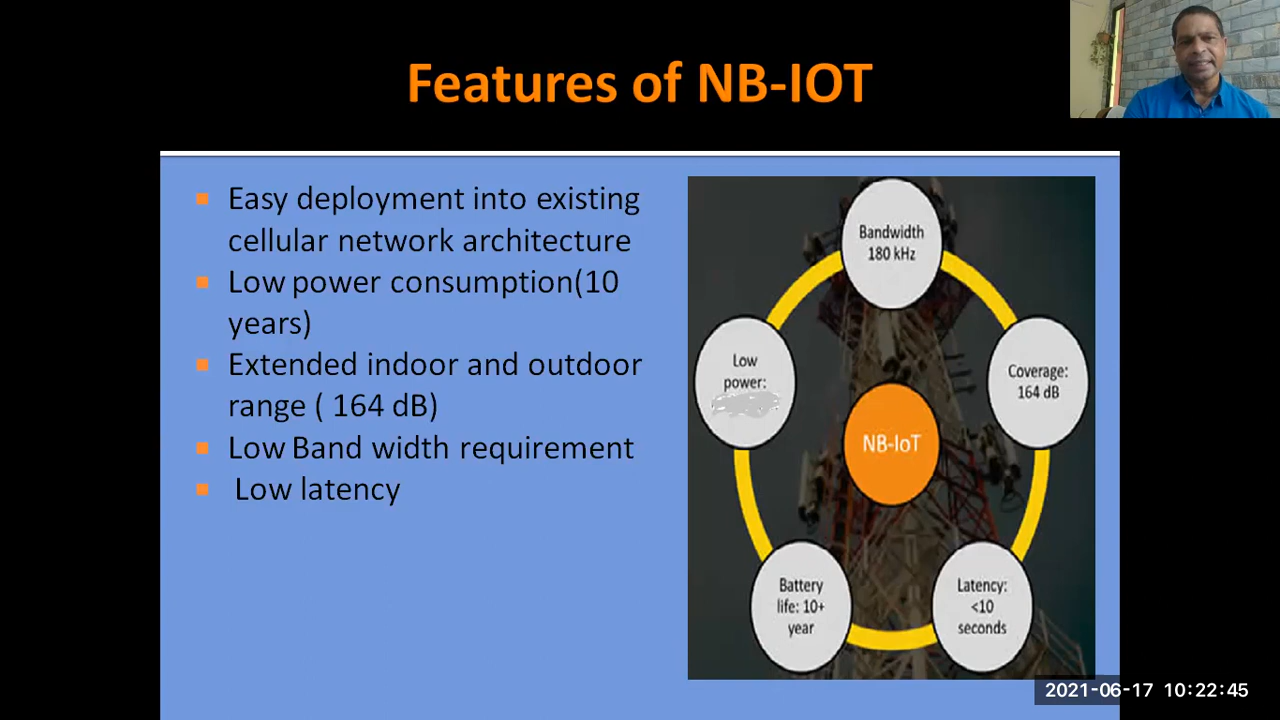 Features of NB-IOT
Easy deployment into existing
cellular network architecture
Low power consumption(10
years)
Extended indoor and outdoor
range ( 164 dB)
Low Band width requirement
Low latency
Bandwidth
180 kHz
Low
power:
Coverage:
164 dB
NB-IoT
Battery
life: 10+
year
Latency:
<10
seconds
2021-06-17 10:22:45